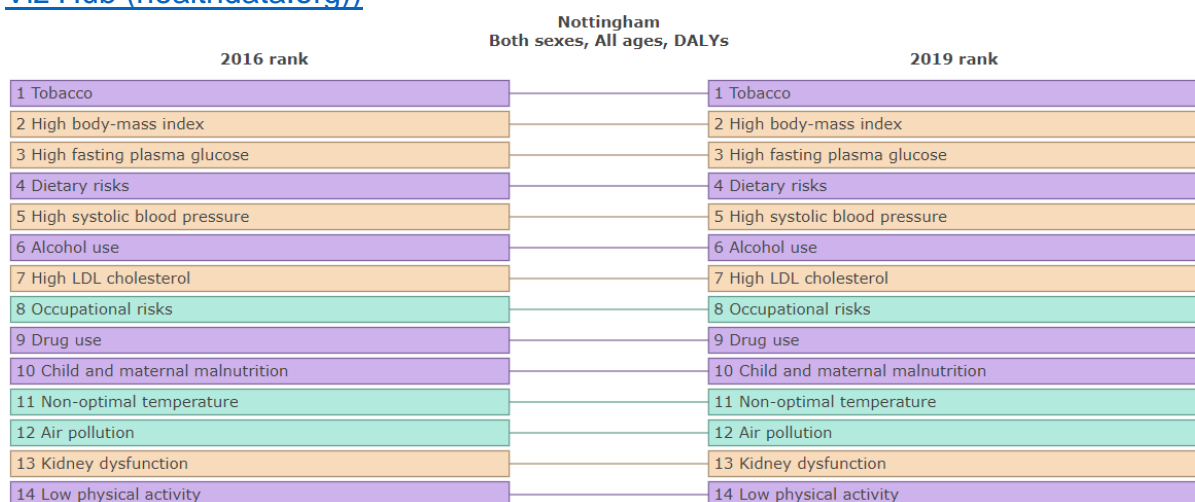 Viz Hub (healthdata.org))
Nottingham
Both sexes, All ages, DALYs
2016 rank 2019 rank
1 Tobacco 1 Tobacco
2 High body-mass index 2 High body-mass index
3 High fasting plasma glucose 3 High fasting plasma glucose
4 Dietary risks 4 Dietary risks
5 High systolic blood pressure 5 High systolic blood pressure
6 Alcohol use 6 Alcohol use
7 High LDL cholesterol 7 High LDL cholesterol
8 Occupational risks 8 Occupational risks
9 Drug use 9 Drug use
10 Child and maternal malnutrition 10 Child and maternal malnutrition
11 Non-optimal temperature 11 Non-optimal temperature
12 Air pollution 12 Air pollution
13 Kidney dysfunction 13 Kidney dysfunction
14 Low physical activity 14 Low physical activity